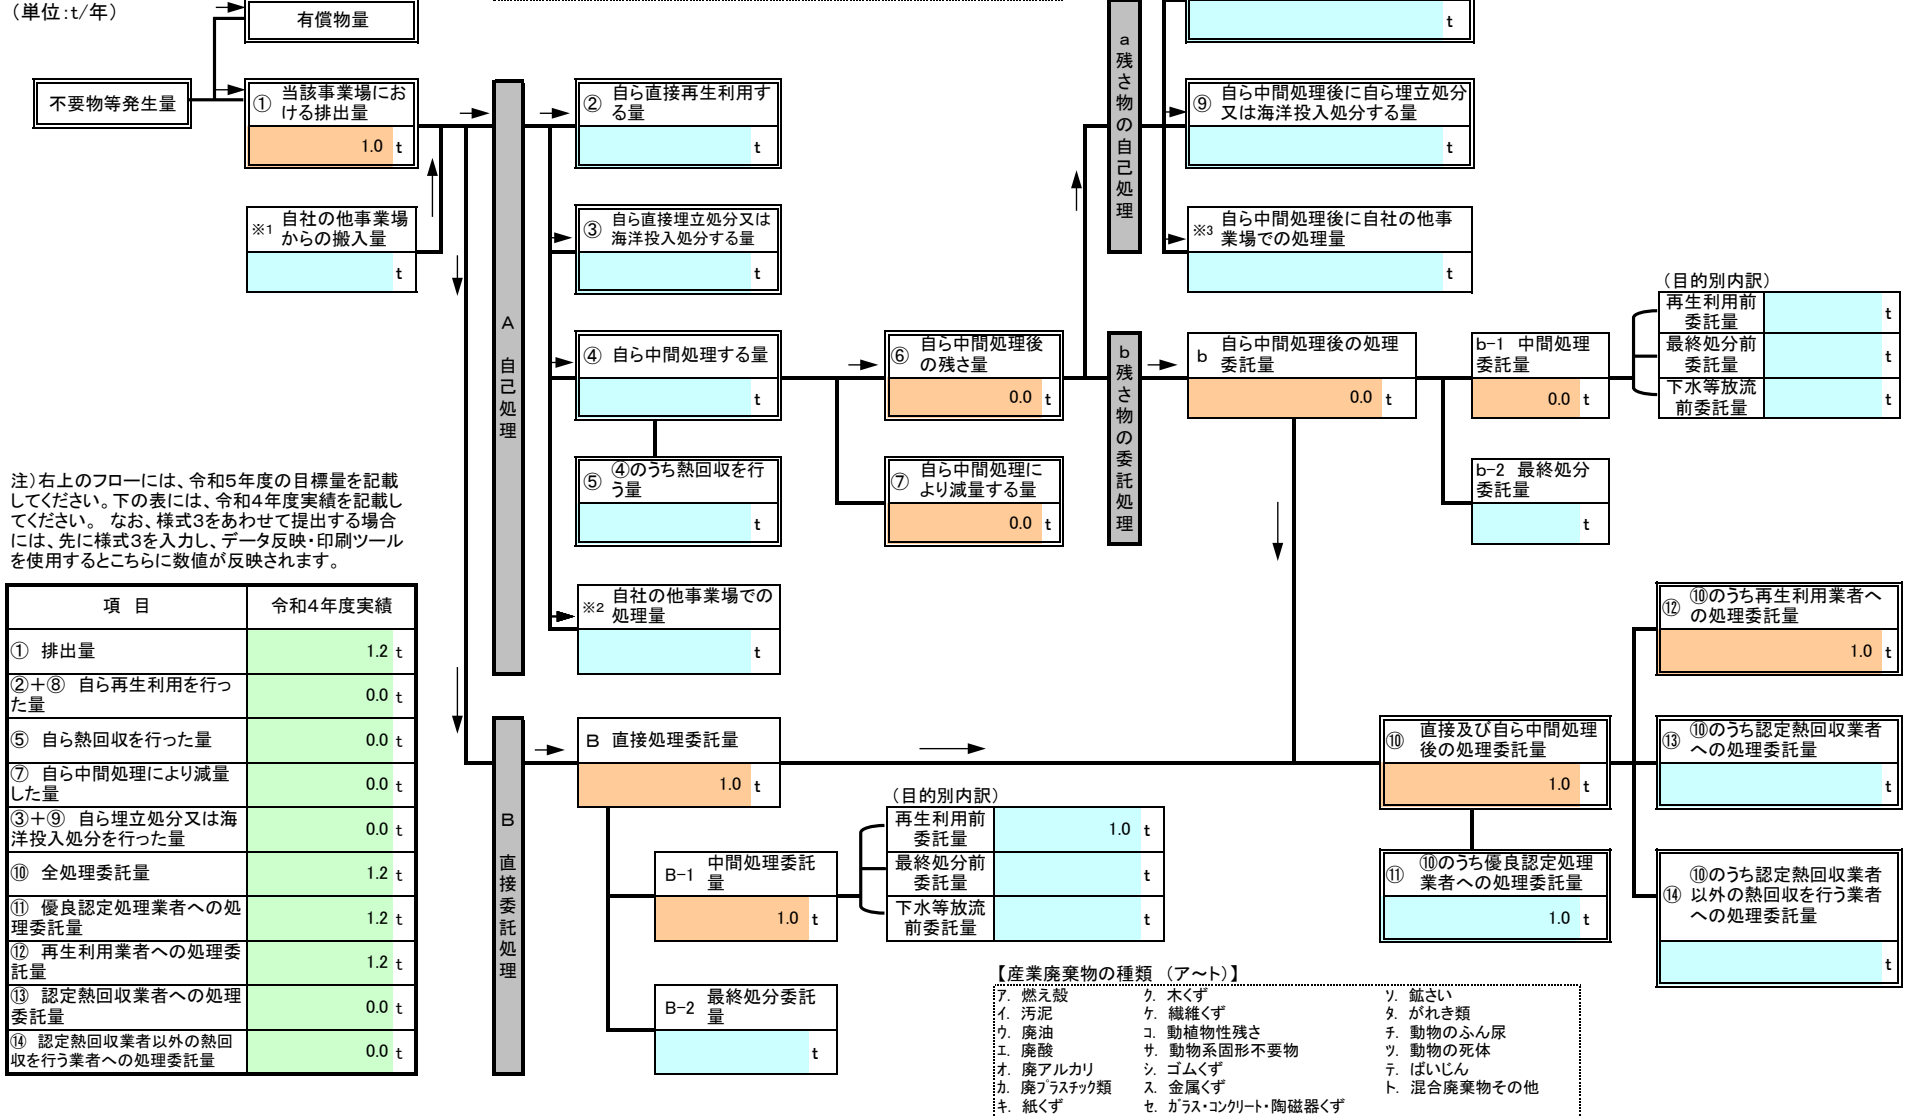 （単位:ｔ/年）
有償物量
不要物等発生量
① 当該事業場にお
ける排出量
1.0 ｔ
※1 自社の他事業場
からの搬入量
ｔ
A 自己処理
② 自ら直接再生利用す
る量
ｔ
③ 自ら直接埋立処分又は
海洋投入処分する量
ｔ
④ 自ら中間処理する量
ｔ
⑤ ④のうち熱回収を行
う量
ｔ
※2 自社の他事業場での
処理量
ｔ
⑥ 自ら中間処理後
の残さ量
0.0 ｔ
⑦ 自ら中間処理に
より減量する量
0.0 ｔ
a 残さ物の自己処理
ｔ
⑨ 自ら中間処理後に自ら埋立処分
又は海洋投入処分する量
ｔ
※3 自ら中間処理後に自社の他事
業場での処理量
ｔ
b 残さ物の委託処理
b 自ら中間処理後の処理
委託量
0.0 ｔ
b-1 中間処理
委託量
0.0 ｔ
（目的別内訳）
再生利用前
委託量
ｔ
最終処分前
委託量
ｔ
下水等放流
前委託量
ｔ
b-2 最終処分
委託量
ｔ
注）右上のフローには、令和５年度の目標量を記載
してください。下の表には、令和４年度実績を記載し
てください。 なお、様式３をあわせて提出する場合
には、先に様式３を入力し、データ反映・印刷ツール
を使用するとこちらに数値が反映されます。
項 目 令和４年度実績
① 排出量 1.2 ｔ
②＋⑧ 自ら再生利用を行っ
た量 0.0 ｔ
⑤ 自ら熱回収を行った量 0.0 ｔ
⑦ 自ら中間処理により減量
した量 0.0 ｔ
③＋⑨ 自ら埋立処分又は海
洋投入処分を行った量 0.0 ｔ
⑩ 全処理委託量 1.2 ｔ
⑪ 優良認定処理業者への処
理委託量 1.2 ｔ
⑫ 再生利用業者への処理委
託量 1.2 ｔ
⑬ 認定熱回収業者への処理
委託量 0.0 ｔ
⑭ 認定熱回収業者以外の熱回
収を行う業者への処理委託量 0.0 ｔ
B 直接委託処理
B 直接処理委託量
1.0 ｔ
B-1 中間処理委託
量
1.0 ｔ
（目的別内訳）
再生利用前
委託量
1.0 ｔ
最終処分前
委託量
ｔ
下水等放流
前委託量
ｔ
B-2 最終処分委託
量
ｔ
⑩ 直接及び自ら中間処理
後の処理委託量
1.0 ｔ
⑪ ⑩のうち優良認定処理
業者への処理委託量
1.0 ｔ
⑫ ⑩のうち再生利用業者へ
の処理委託量
1.0 ｔ
⑬ ⑩のうち認定熱回収業者
への処理委託量
ｔ
⑭ ⑩のうち認定熱回収業者
以外の熱回収を行う業者
への処理委託量
ｔ
【産業廃棄物の種類 （ア～ト）】
ア. 燃え殻 ク. 木くず ソ. 鉱さい
イ. 汚泥 ケ. 繊維くず タ. がれき類
ウ. 廃油 コ. 動植物性残さ チ. 動物のふん尿
エ. 廃酸 サ. 動物系固形不要物 ツ. 動物の死体
オ. 廃アルカリ シ. ゴムくず テ. ばいじん
カ. 廃プラスチック類 ス. 金属くず ト. 混合廃棄物その他
キ. 紙くず セ. ガラス・コンクリート・陶磁器くず